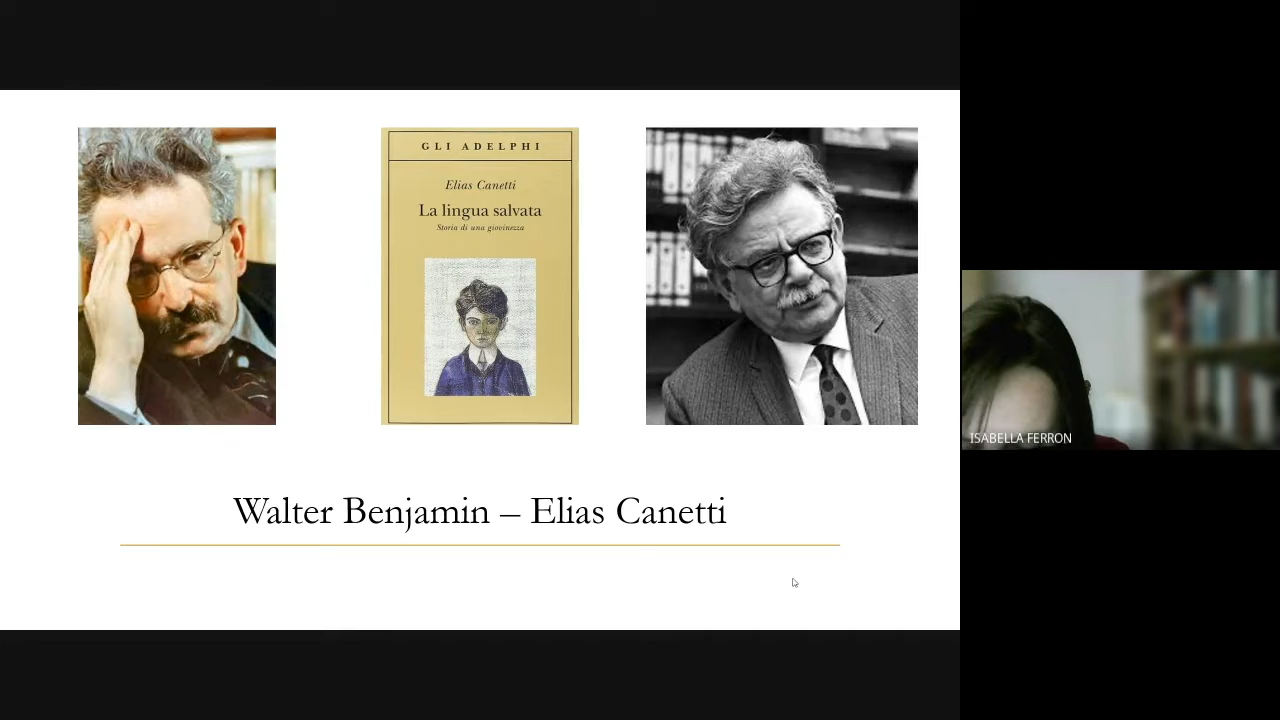 GLI ADELPHI
Elias Canetti
La lingua salvata
Storia di una giovinezza
Walter Benjamin – Elias Canetti
ISABELLA FERRON